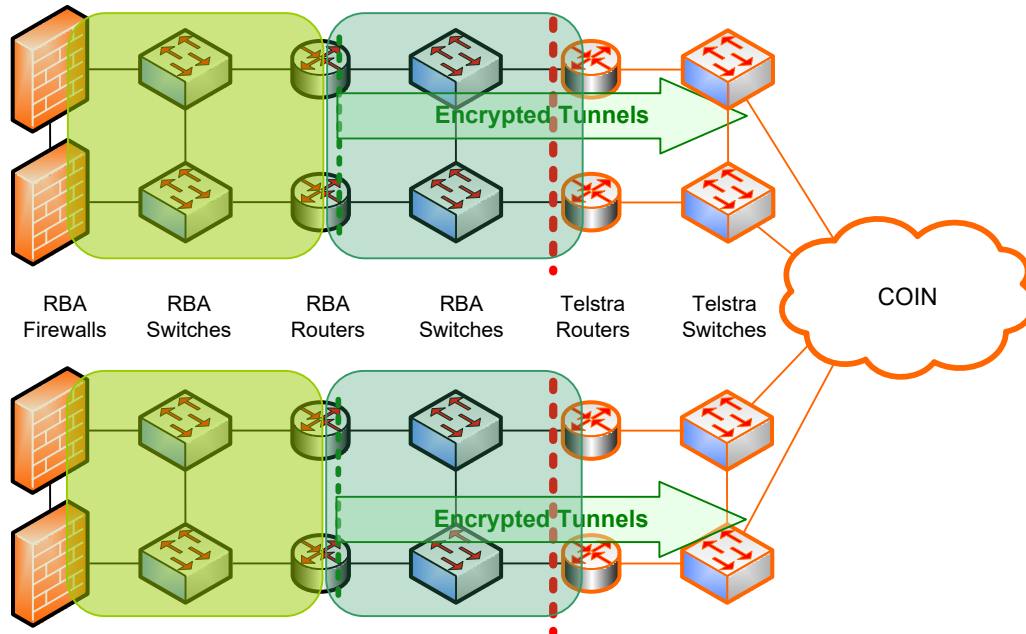 Encrypted Tunnels
RBA
Firewalls
RBA
Switches
RBA
Routers
RBA
Switches
Telstra
Routers
Telstra
Switches
COIN
Encrypted Tunnels